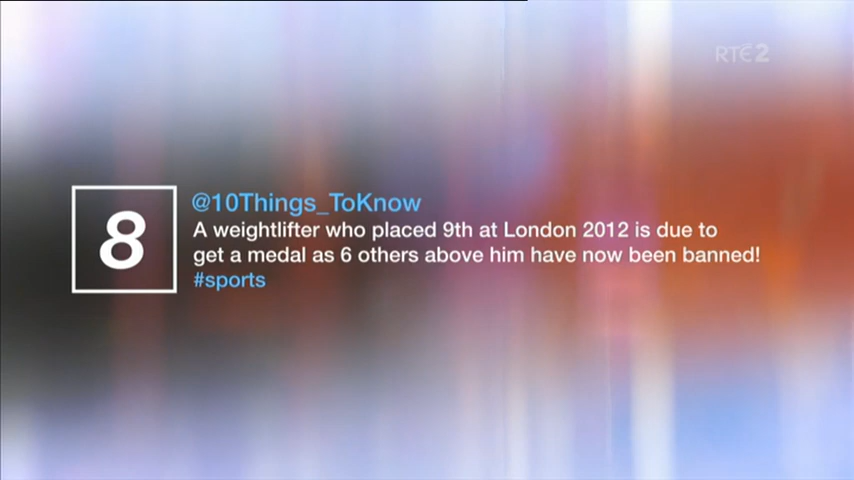 RTÉ2
8
@10Things_ToKnow
A weightlifter who placed 9th at London 2012 is due to
get a medal as 6 others above him have now been banned!
#sports